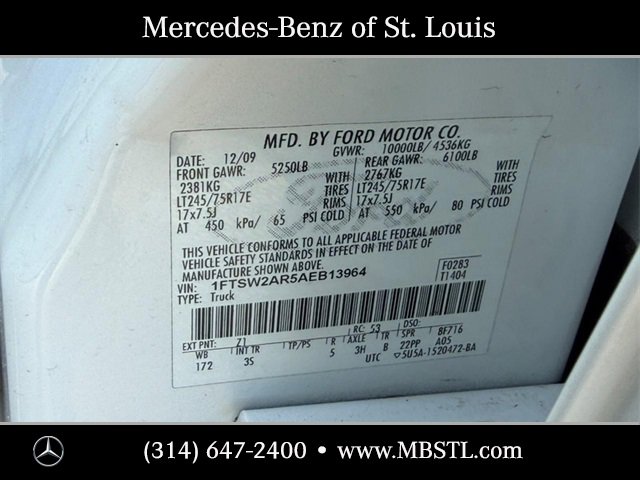 Mercedes-Benz of St. Louis
MFD. BY FORD MOTOR CO.
DATE: 12/09 GVWR: 10000LB/ 4536KG
FRONT GAWR: 5250LB REAR GAWR: 6100LB
2381KG WITH 2767KG WITH
LT245/75R17E TIRES LT245/75R17E TIRES
17x7.5J RIMS 17x7.5J RIMS
AT 450 kPa/ 65 PSI COLD AT 550 kPa/ 80 PSI COLD
THIS VEHICLE CONFORMS TO ALL APPLICABLE FEDERAL MOTOR
VEHICLE SAFETY STANDARDS IN EFFECT ON THE DATE OF
MANUFACTURE SHOWN ABOVE.
VIN: 1FTSW2AR5AEB13964 F0283
TYPE: Truck T1404
EXT PNT: Z1 RC: 53 DSO: 8F716
WB INT TR TP/PS R AXLE TR SPR A05
172 3S 5 3H B 22PP
UTC ▽5U5A-1520472-BA
(314) 647-2400 • www.MBSTL.com